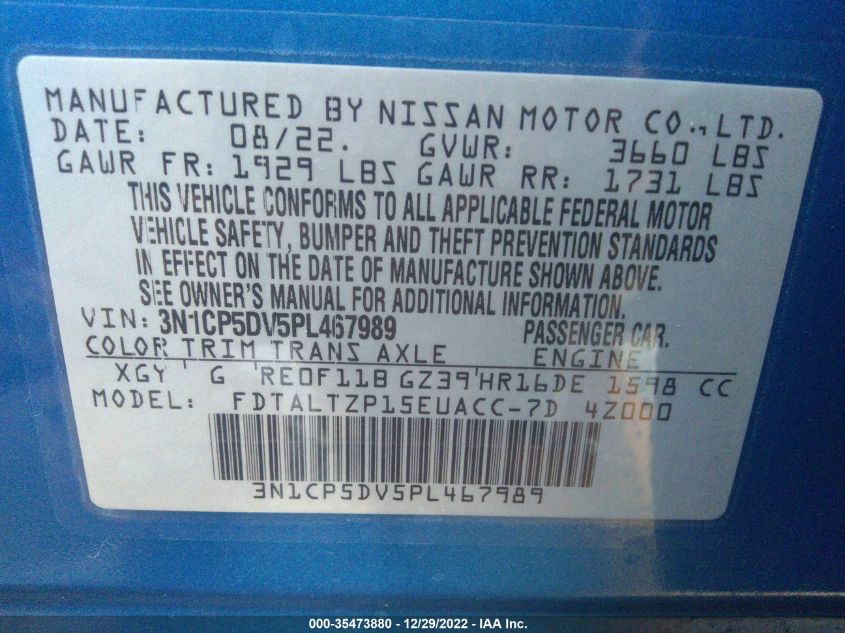 MANUFACTURED BY NISSAN MOTOR CO., LTD.
DATE: 08/22. GVWR: 3660 LBS
GAWR FR: 1929 LBS GAWR RR: 1731 LBS
THIS VEHICLE CONFORMS TO ALL APPLICABLE FEDERAL MOTOR
VEHICLE SAFETY, BUMPER AND THEFT PREVENTION STANDARDS
IN EFFECT ON THE DATE OF MANUFACTURE SHOWN ABOVE.
SEE OWNER'S MANUAL FOR ADDITIONAL INFORMATION.
VIN: 3N1CP5DV5PL467989 PASSENGER CAR.
COLOR TRIM TRANS AXLE ENGINE
XGY ' G 'RE0F11B GZ39'HR16DE 1598 CC
MODEL: FDTALTZP15EUACC-7D 4Z000
3N1CP5DV5PL467989
000-35473880 - 12/29/2022 - IAA Inc.